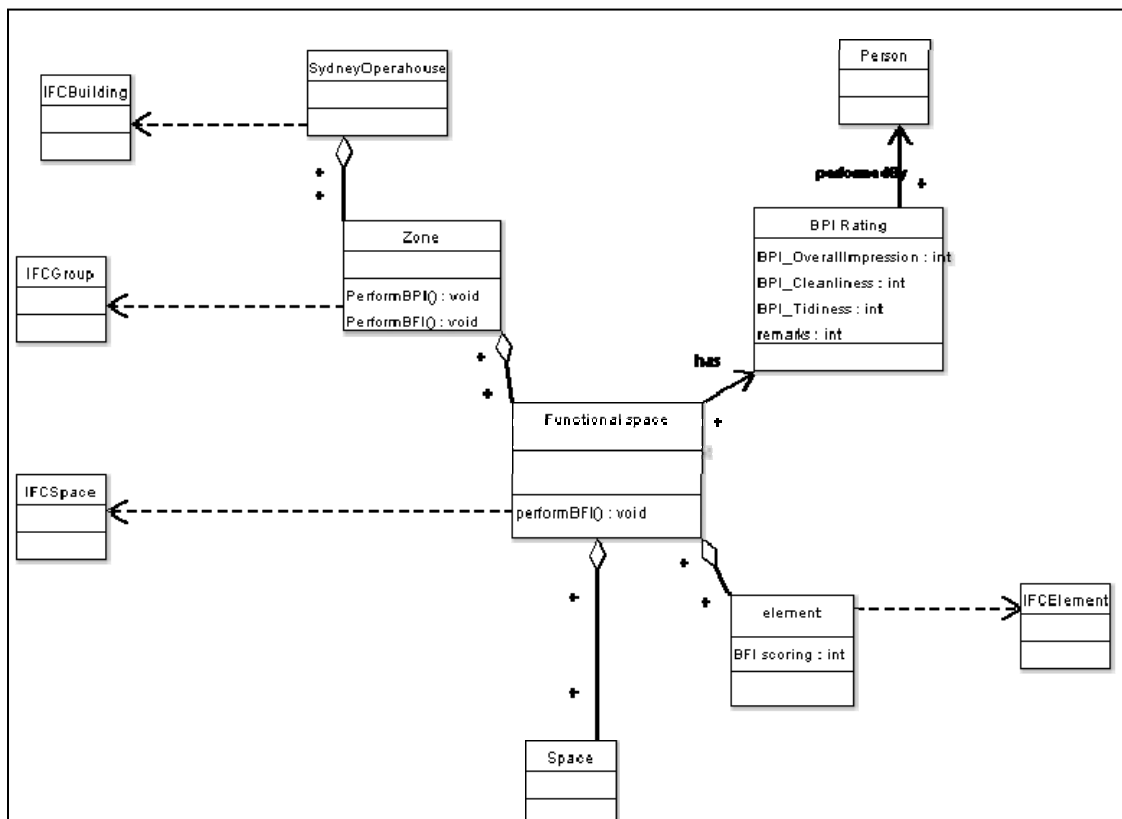 Person
SydneyOperahouse
IFCBuilding
performedBy
BPI Rating
BPI_OverallImpression : int
BPI_Cleanliness : int
BPI_Tidiness : int
remarks : int
Zone
PerformBPI() : void
PerformBFI() : void
IFCGroup
has
Functional space
performBFI() : void
IFCSpace
element
BFI scoring : int
IFCElement
Space